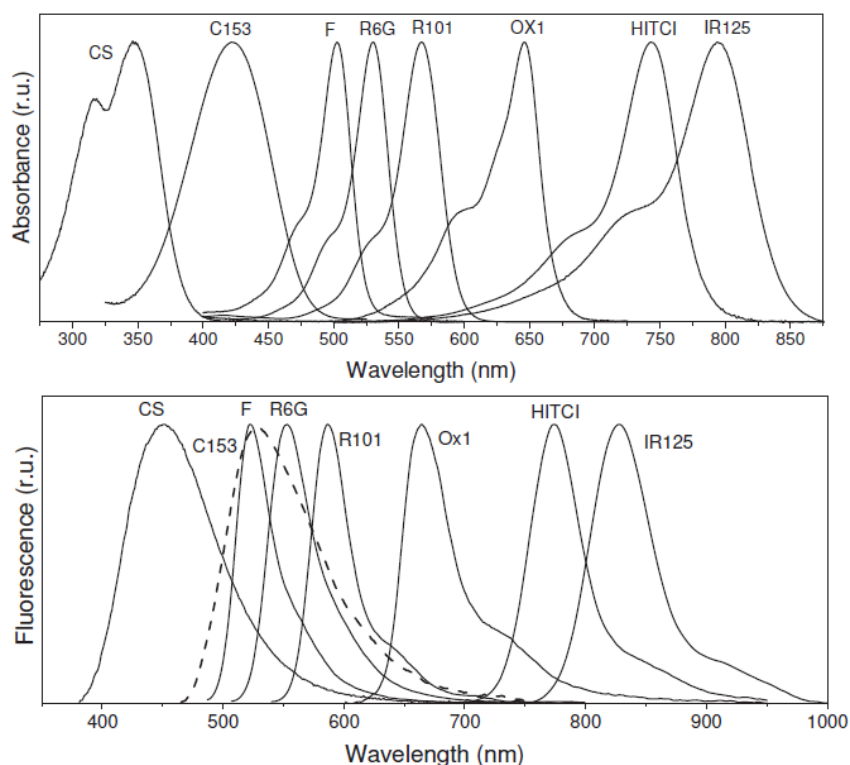 CS C153 F R6G R101 OX1 HITCI IR125
Absorbance (r.u.)
300 350 400 450 500 550 600 650 700 750 800 850
Wavelength (nm)
CS F R6G HITCI
C153 R101 Ox1 IR125
Fluorescence (r.u.)
400 500 600 700 800 900 1000
Wavelength (nm)